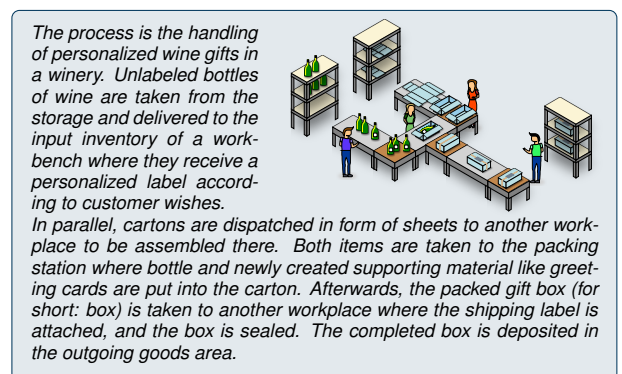 The process is the handling
of personalized wine gifts in
a winery. Unlabeled bottles
of wine are taken from the
storage and delivered to the
input inventory of a work-
bench where they receive a
personalized label accord-
ing to customer wishes.
In parallel, cartons are dispatched in form of sheets to another work-
place to be assembled there. Both items are taken to the packing
station where bottle and newly created supporting material like greet-
ing cards are put into the carton. Afterwards, the packed gift box (for
short: box) is taken to another workplace where the shipping label is
attached, and the box is sealed. The completed box is deposited in
the outgoing goods area.